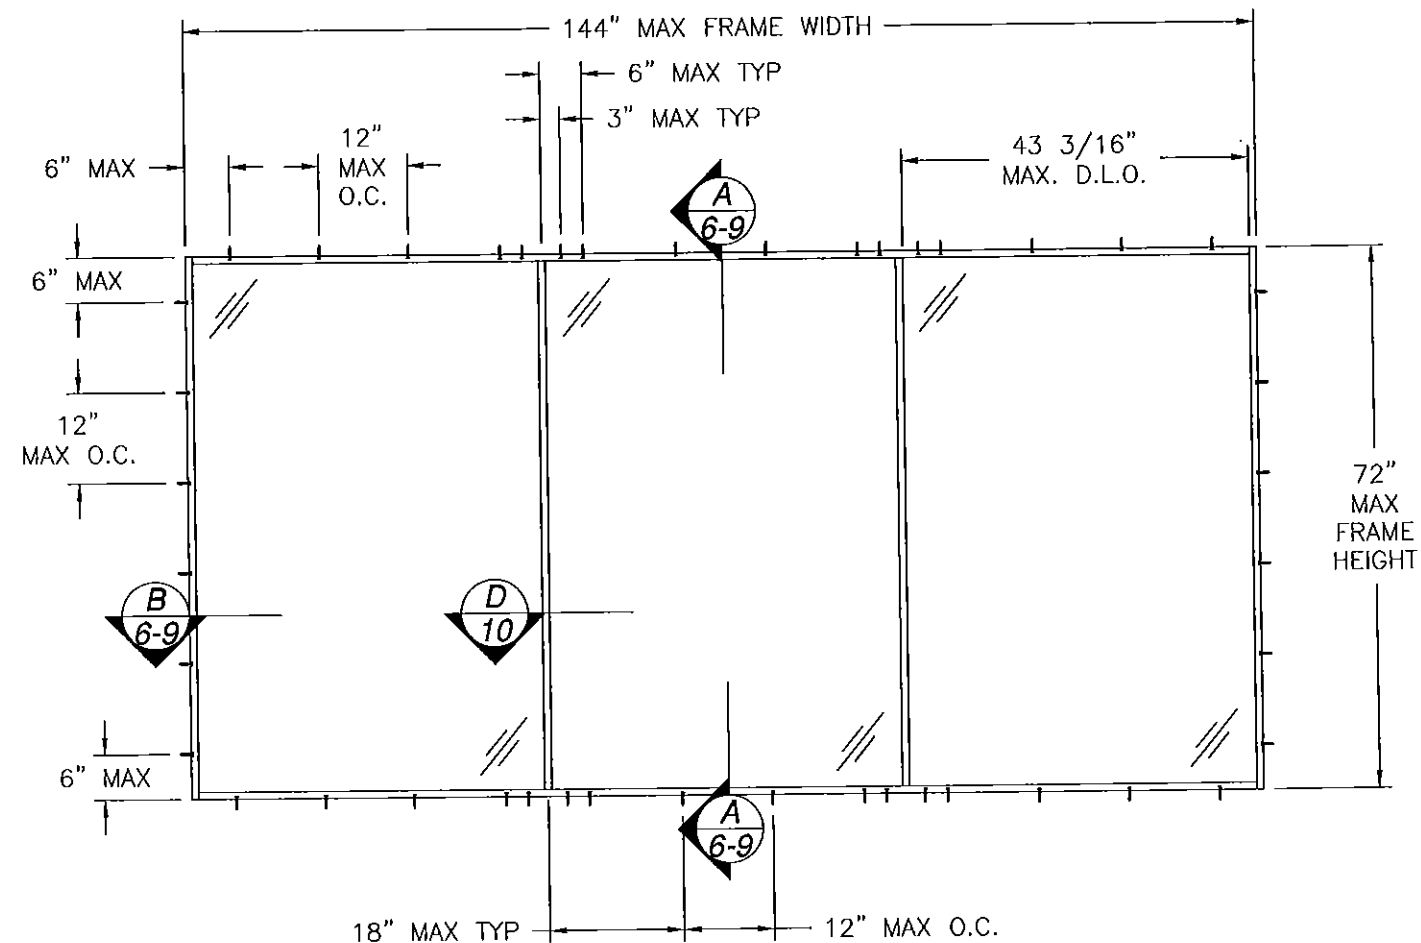 144" MAX FRAME WIDTH
6" MAX TYP
3" MAX TYP
12"
MAX
O.C.
6" MAX
43 3/16"
MAX. D.L.O.
A
6-9
6" MAX
12"
MAX O.C.
72"
MAX
FRAME
HEIGHT
B
6-9
D
10
6" MAX
A
6-9
18" MAX TYP
12" MAX O.C.